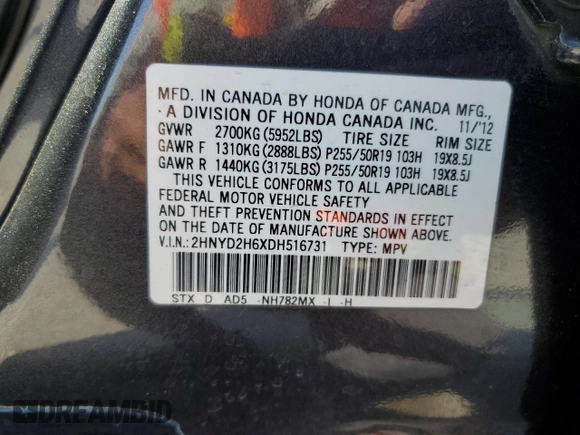 MFD. IN CANADA BY HONDA OF CANADA MFG.,
A DIVISION OF HONDA CANADA INC. 11/'12
GVWR 2700KG (5952LBS) TIRE SIZE RIM SIZE
GAWR F 1310KG (2888LBS) P255/50R19 103H 19X8.5J
GAWR R 1440KG (3175LBS) P255/50R19 103H 19X8.5J
THIS VEHICLE CONFORMS TO ALL APPLICABLE
FEDERAL MOTOR VEHICLE SAFETY
AND THEFT PREVENTION STANDARDS IN EFFECT
ON THE DATE OF MANUFACTURE SHOWN ABOVE.
V.I.N.: 2HNYD2H6XDH516731 TYPE: MPV
STX D AD5 -NH782MX -I -H
DREAMBID